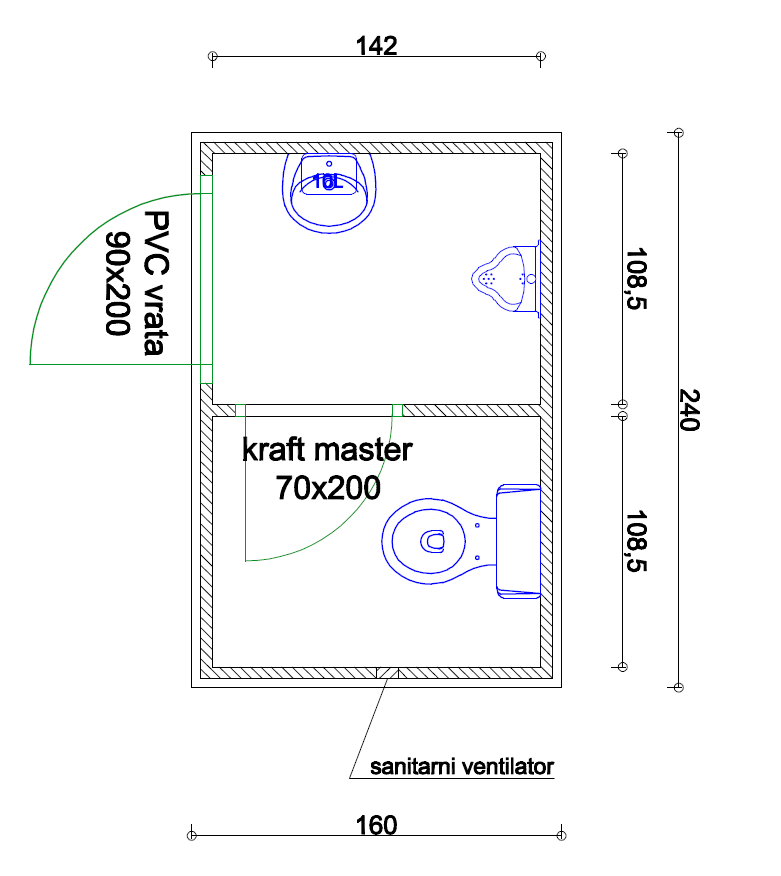 142
10L
PVC vrata
90x200
108,5
240
kraft master
70x200
108,5
sanitarni ventilator
160